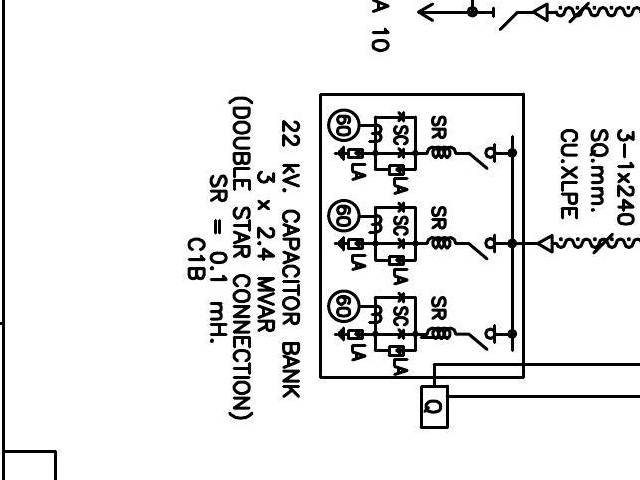 A 10
3-1x240
SQ.mm.
CU.XLPE
SR
SC
LA
60
LA
SR
SC
LA
60
LA
SR
SC
LA
60
LA
Q
22 kV. CAPACITOR BANK
3 x 2.4 MVAR
(DOUBLE STAR CONNECTION)
SR = 0.1 mH.
C1B